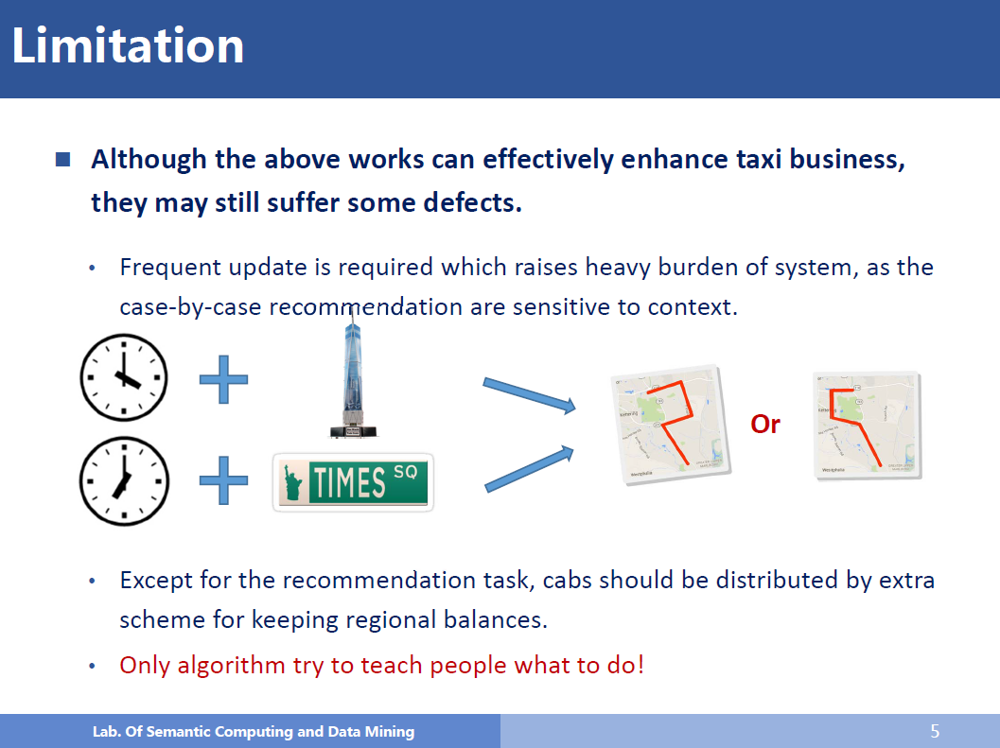 Limitation
Although the above works can effectively enhance taxi business,
they may still suffer some defects.
Frequent update is required which raises heavy burden of system, as the
case-by-case recommendation are sensitive to context.
TIMES SQ
Or
Westphalia
Westphalia
Except for the recommendation task, cabs should be distributed by extra
scheme for keeping regional balances.
Only algorithm try to teach people what to do!
Lab. Of Semantic Computing and Data Mining
5